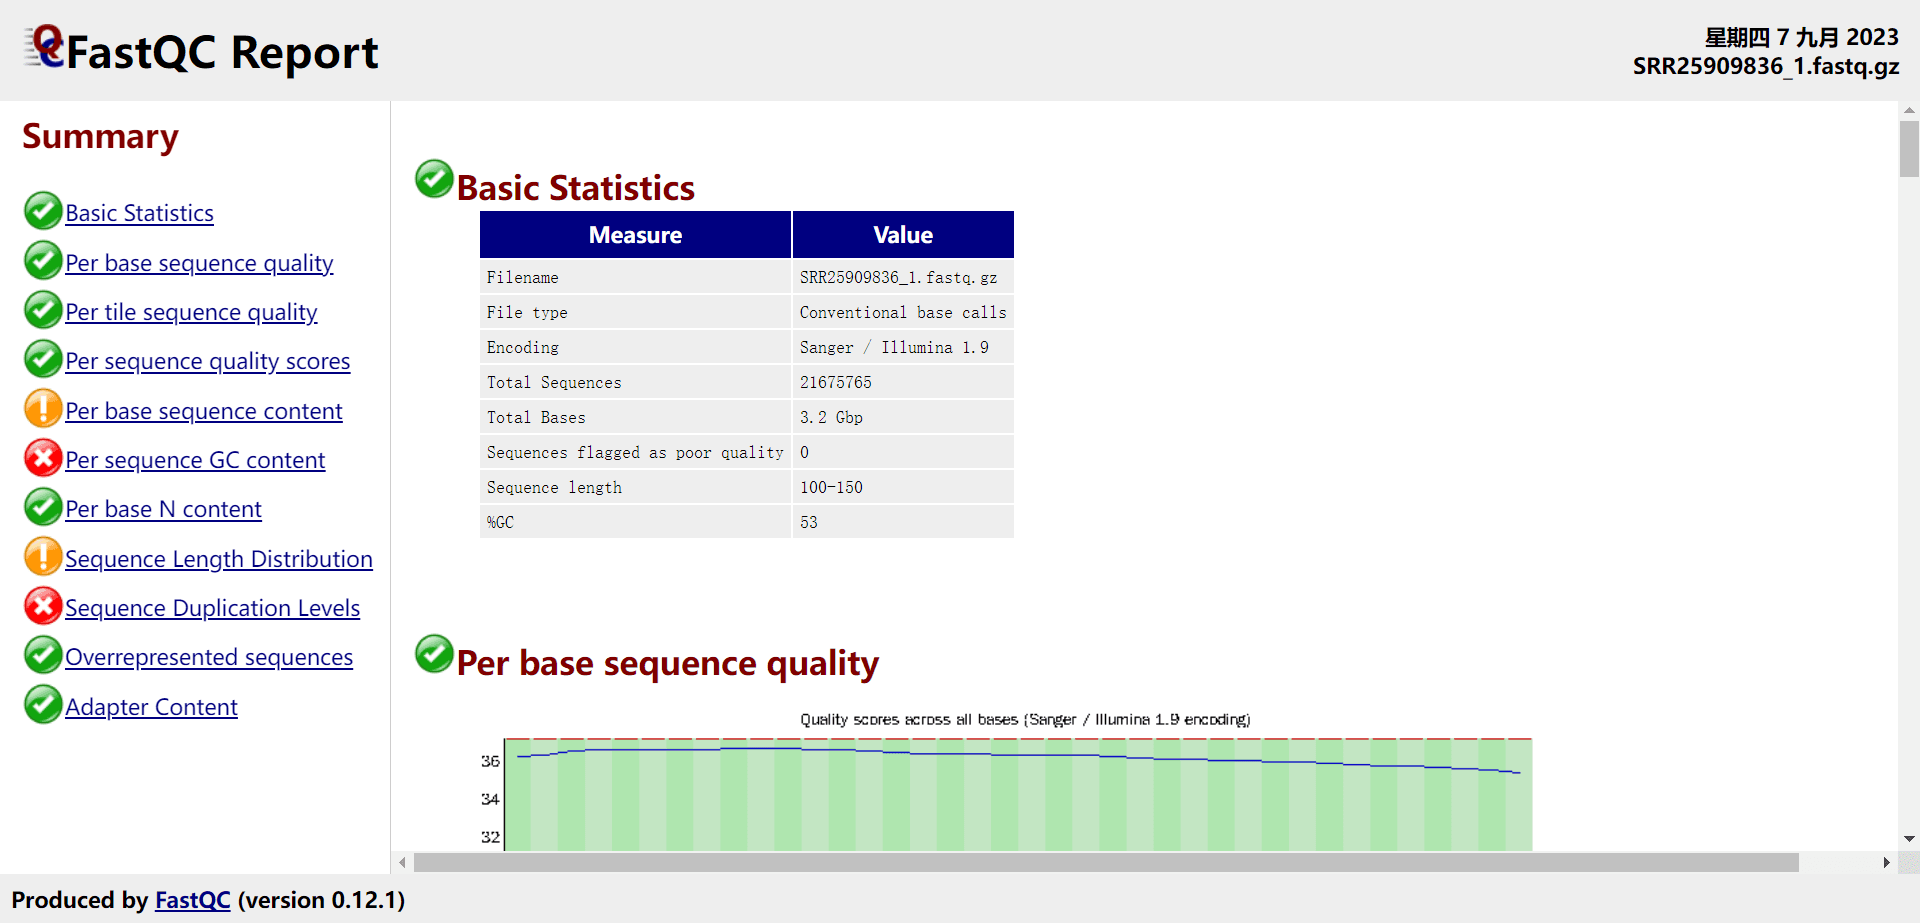 FastQC Report
星期四 7 九月 2023
SRR25909836_1.fastq.gz
Summary
Basic Statistics
Per base sequence quality
Per tile sequence quality
Per sequence quality scores
Per base sequence content
Per sequence GC content
Per base N content
Sequence Length Distribution
Sequence Duplication Levels
Overrepresented sequences
Adapter Content
Basic Statistics
Measure Value
Filename SRR25909836_1.fastq.gz
File type Conventional base calls
Encoding Sanger / Illumina 1.9
Total Sequences 21675765
Total Bases 3.2 Gbp
Sequences flagged as poor quality 0
Sequence length 100-150
%GC 53
Per base sequence quality
Quality scores across all bases (Sanger / Illumina 1.9 encoding)
36
34
32
Produced by FastQC (version 0.12.1)